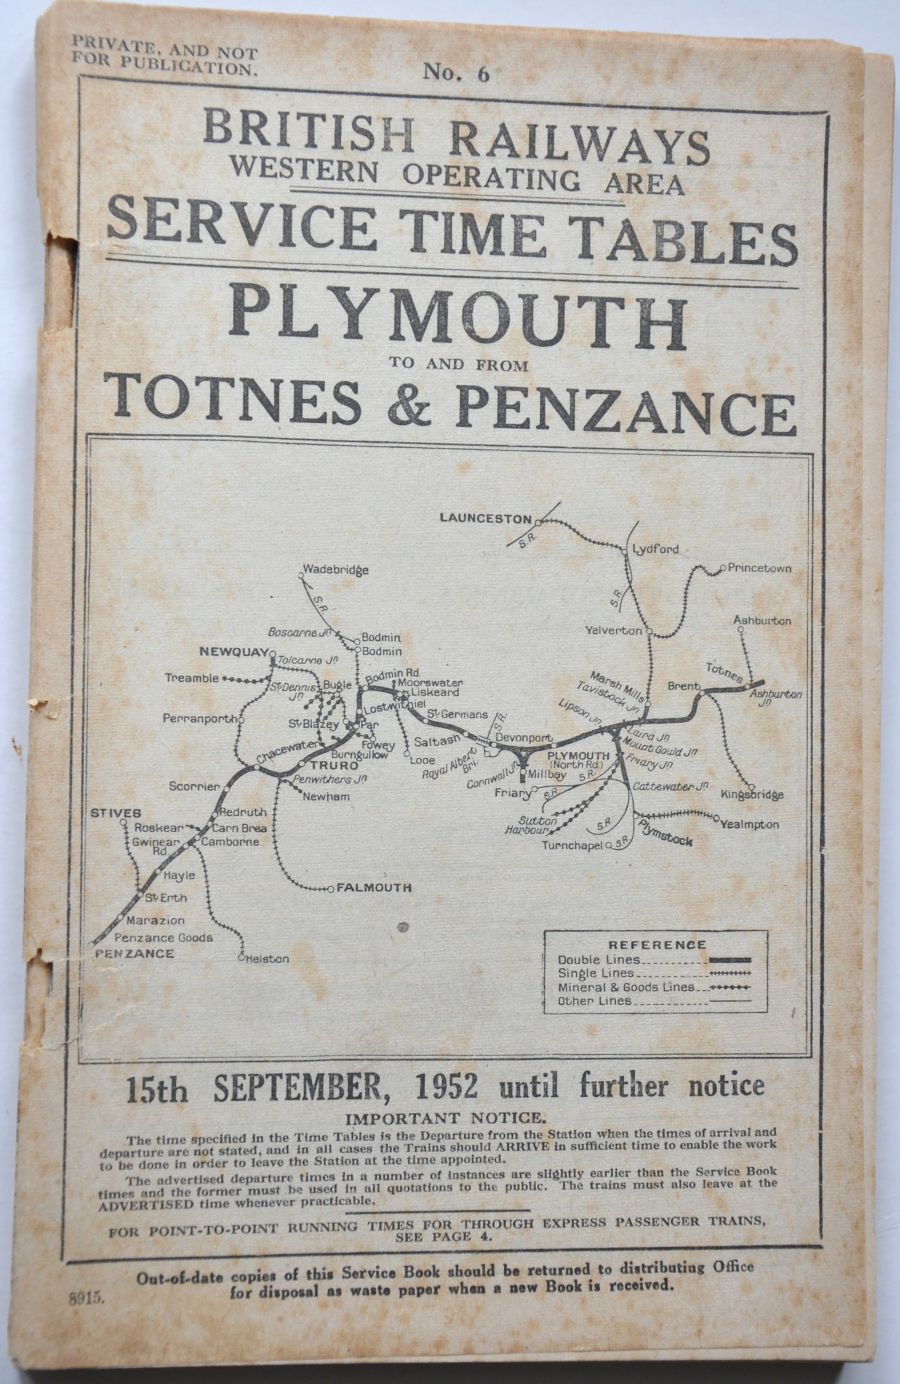 PRIVATE, AND NOT
FOR PUBLICATION.
No. 6
BRITISH RAILWAYS
WESTERN OPERATING AREA
SERVICE TIME TABLES
PLYMOUTH
TO AND FROM
TOTNES & PENZANCE
LAUNCESTON
S.R.
Lydford
Wadebridge
Princetown
S.R.
S.R.
Boscarne Jn
Bodmin
Bodmin
Yelverton
Ashburton
NEWQUAY
Tolcarne Jn
Treamble
St Dennis Jn
Bugle
Bodmin Rd.
Moorswater
Liskeard
Marsh Mills
Tavistock Jn
Brent
Totnes
Ashburton Jn
Lostwithiel
Perranporth
St Blazey
Par
St Germans
S.R.
Lipson Jn
Laira Jn
Fowey
Saltash
Devonport
Mount Gould Jn
Chacewater
Burngullow
Looe
Royal Albert Bri.
PLYMOUTH
(North Rd.)
Friary Jn
TRURO
Penwithers Jn
Cornwall Jn
Millbay
S.R.
Cattewater Jn
Scorrier
Newham
Friary
S.R.
Kingsbridge
ST IVES
Redruth
Roskear
Carn Brea
Sutton Harbour
S.R.
Plymstock
Yealmpton
Gwinear Rd.
Camborne
Turnchapel
S.R.
Hayle
St Erth
FALMOUTH
Marazion
Penzance Goods
PENZANCE
Helston
REFERENCE
Double Lines
Single Lines
Mineral & Goods Lines
Other Lines
15th SEPTEMBER, 1952 until further notice
IMPORTANT NOTICE.
The time specified in the Time Tables is the Departure from the Station when the times of arrival and
departure are not stated, and in all cases the Trains should ARRIVE in sufficient time to enable the work
to be done in order to leave the Station at the time appointed.
The advertised departure times in a number of instances are slightly earlier than the Service Book
times and the former must be used in all quotations to the public. The trains must also leave at the
ADVERTISED time whenever practicable.
FOR POINT-TO-POINT RUNNING TIMES FOR THROUGH EXPRESS PASSENGER TRAINS,
SEE PAGE 4.
Out-of-date copies of this Service Book should be returned to distributing Office
for disposal as waste paper when a new Book is received.
8915.